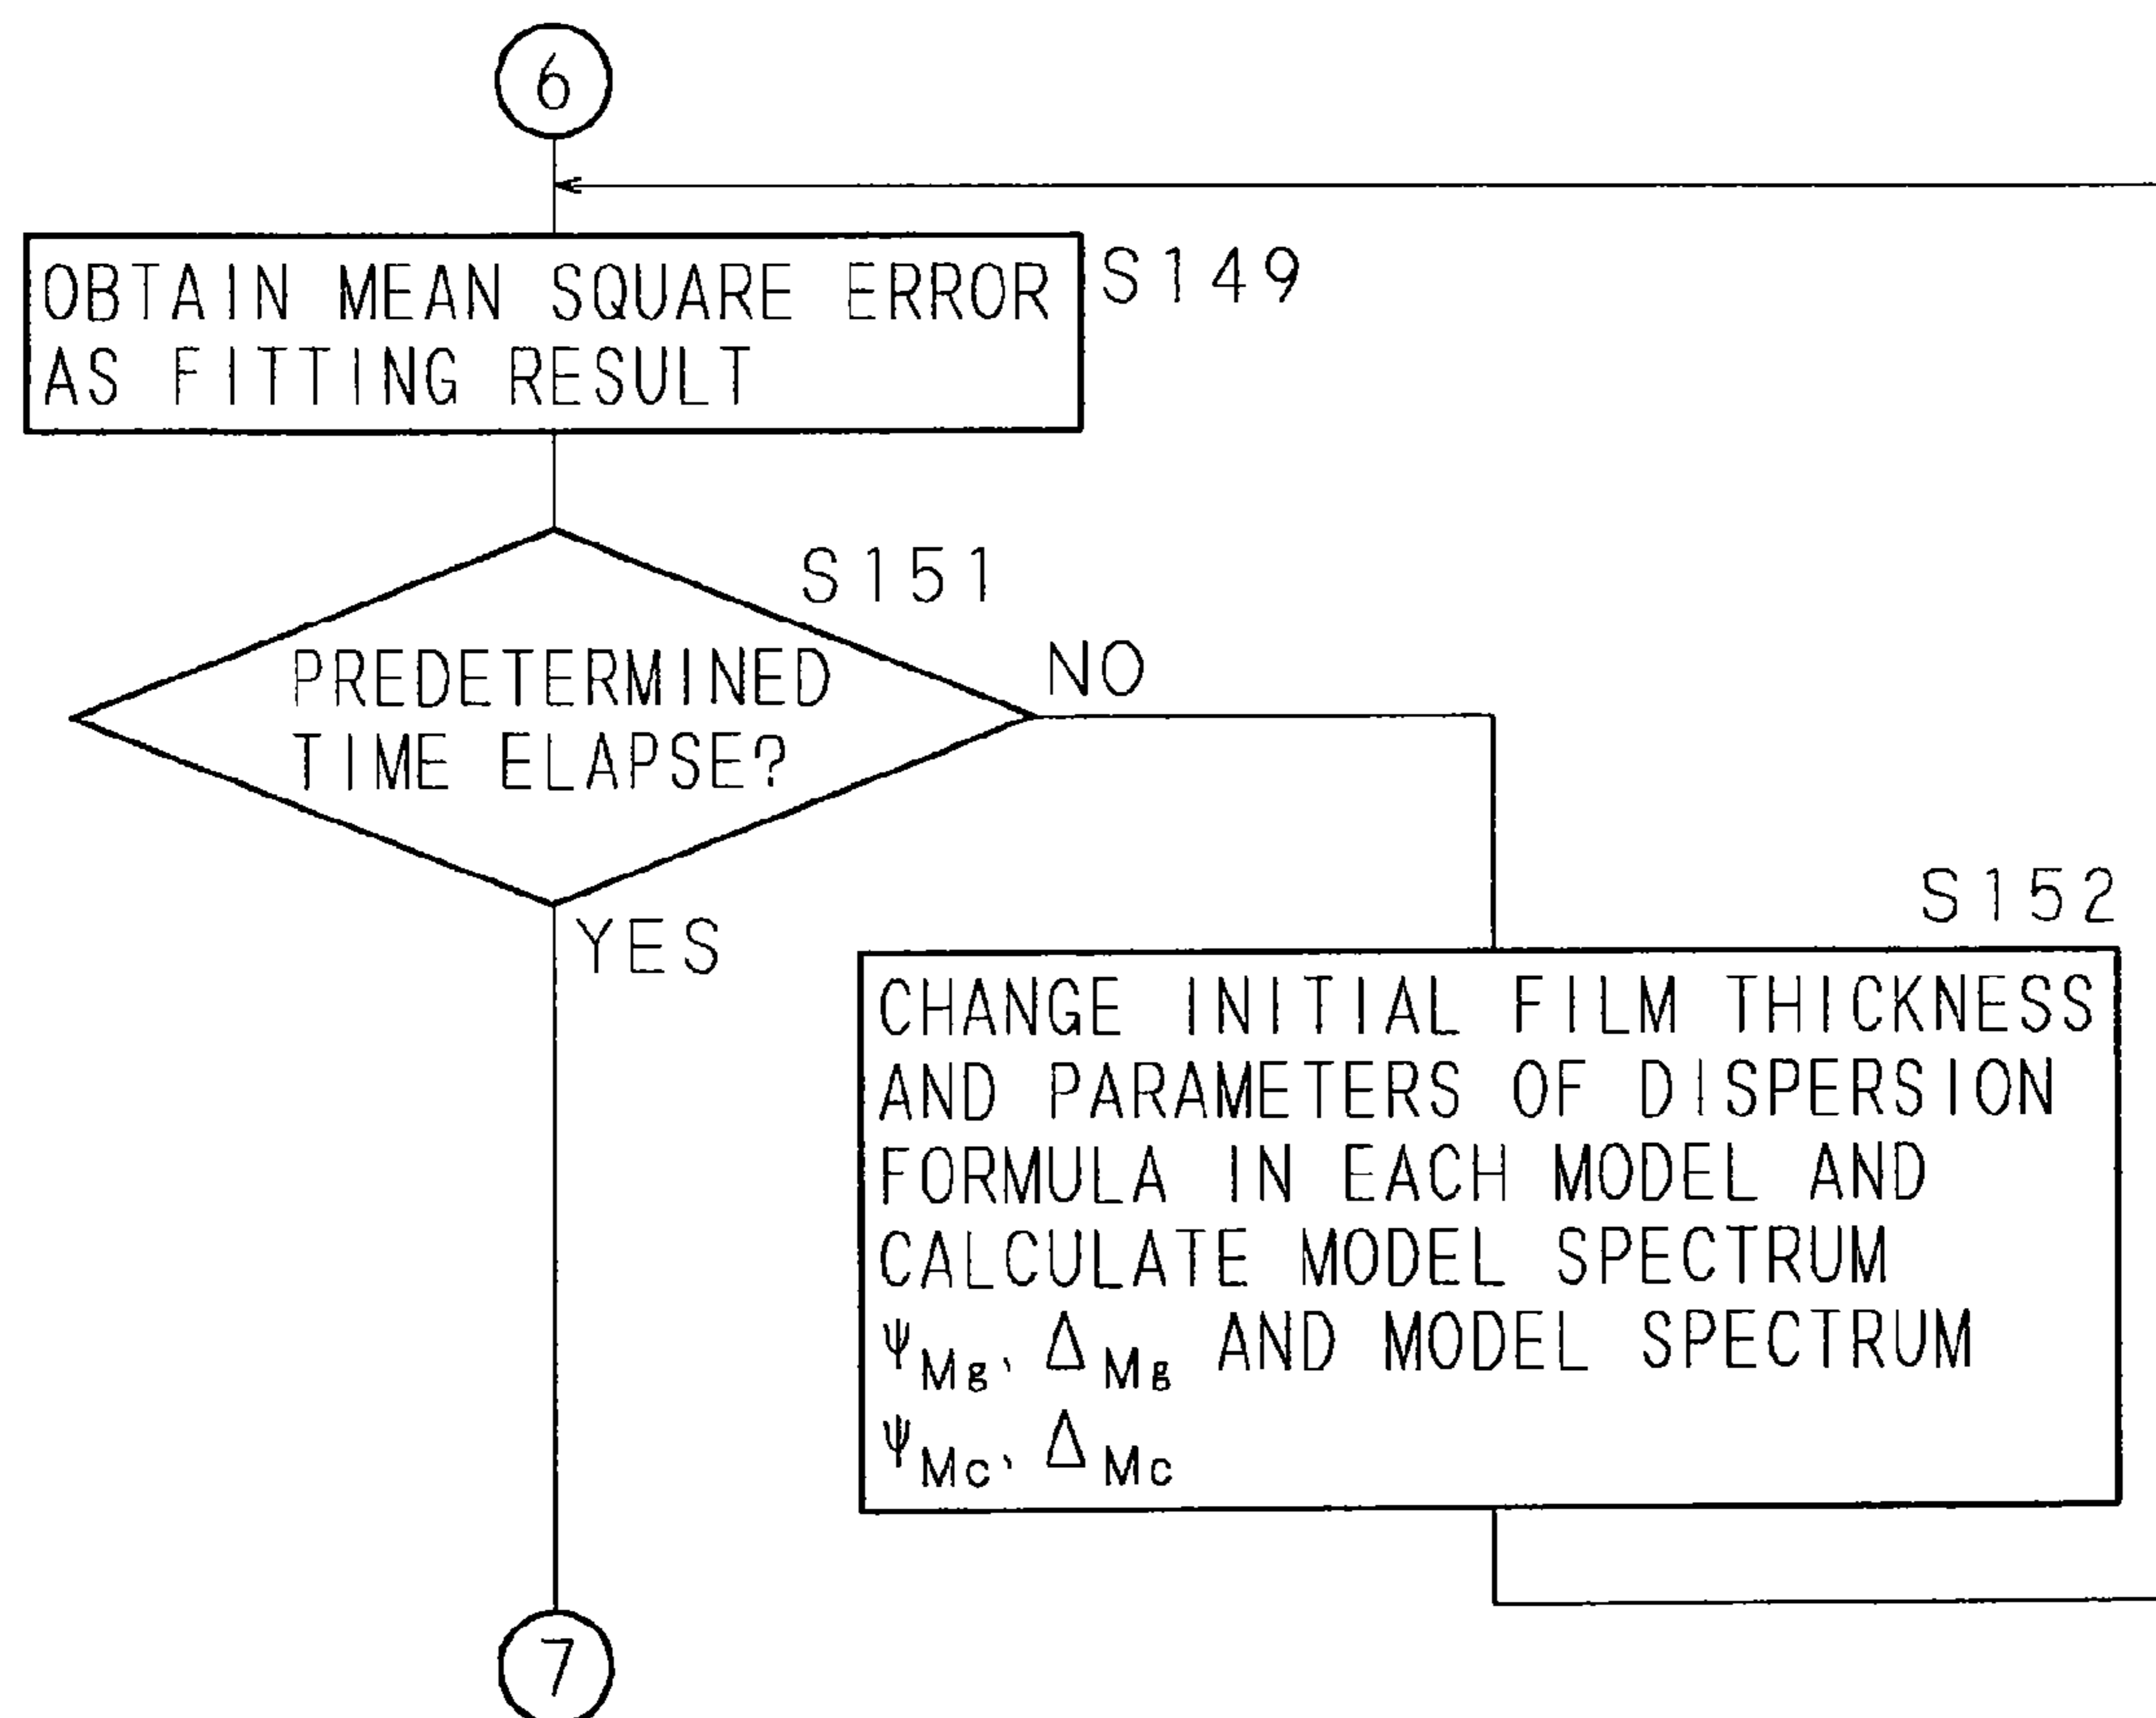 6
OBTAIN MEAN SQUARE ERROR
AS FITTING RESULT
S149
S151
PREDETERMINED
TIME ELAPSE?
NO
YES
S152
CHANGE INITIAL FILM THICKNESS
AND PARAMETERS OF DISPERSION
FORMULA IN EACH MODEL AND
CALCULATE MODEL SPECTRUM
ψMg, ΔMg AND MODEL SPECTRUM
ψMc, ΔMc
7